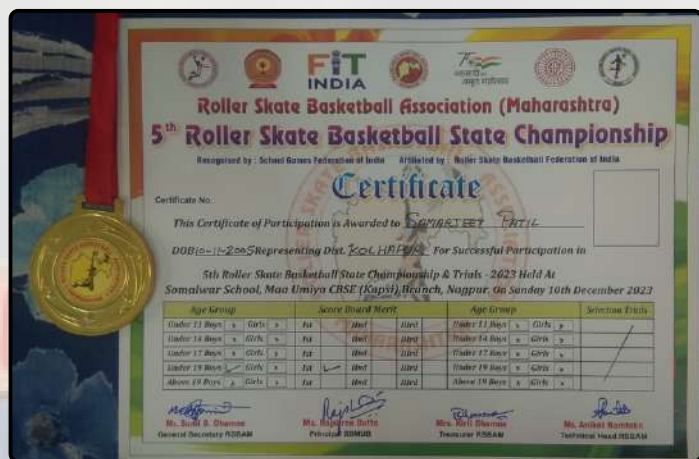 FIT
INDIA
Roller Skate Basketball Association (Maharashtra)
5th Roller Skate Basketball State Championship
Recognised by : School Games Federation of India Affiliated by : Roller Skate Basketball Federation of India
Certificate
Certificate No.
This Certificate of Participation is Awarded to SAMARJEET PATIL
DOB 10-11-2005 Representing Dist. KOLHAPUR For Successful Participation in
5th Roller Skate Basketball State Championship & Trials - 2023 Held At
Somalwar School, Maa Umiya CBSE (Kapsi) Branch, Nagpur. On Sunday 10th December 2023
Age Group Score Board Merit Age Group Selection Trials
Under 11 Boys Girls Ist IInd IIIrd Under 11 Boys Girls
Under 14 Boys Girls Ist IInd IIIrd Under 14 Boys Girls
Under 17 Boys Girls Ist IInd IIIrd Under 17 Boys Girls
Under 19 Boys Girls Ist IInd IIIrd Under 19 Boys Girls
Above 19 Boys Girls Ist IInd IIIrd Above 19 Boys Girls
General Secretary RSBAM Principal Treasurer RSBAM Technical Head RSBAM